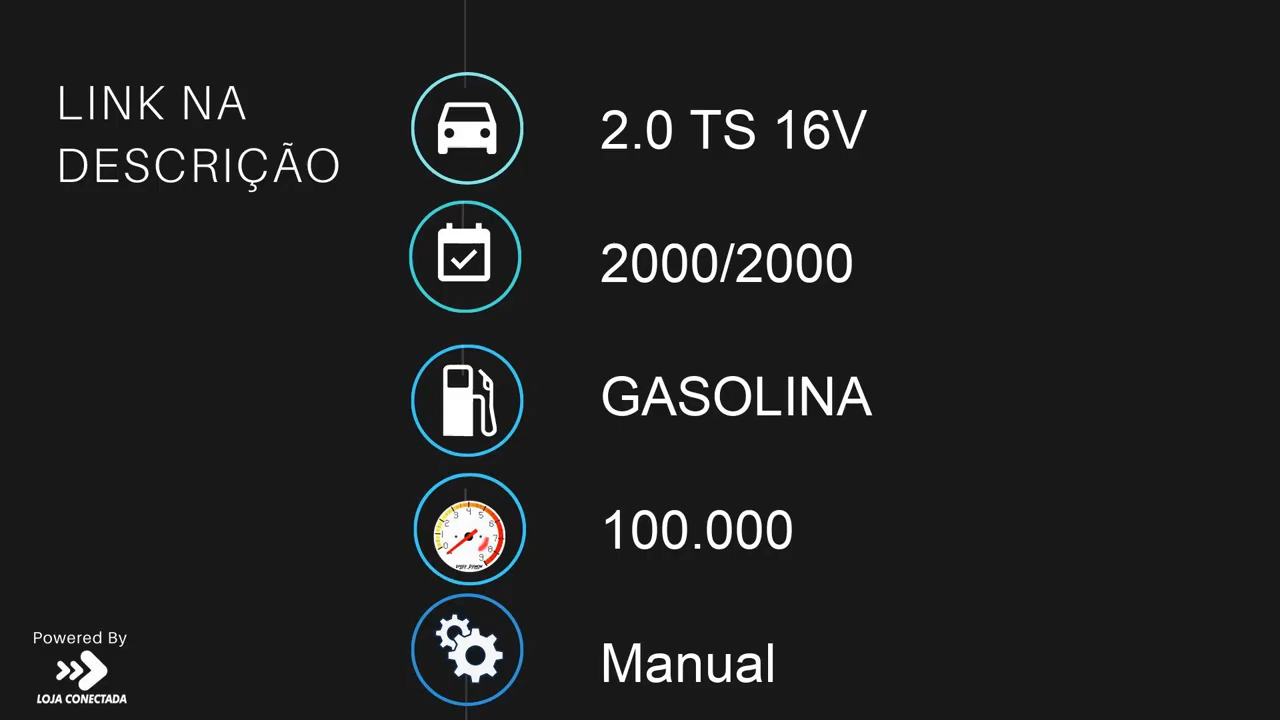 LINK NA
DESCRIÇÃO
2.0 TS 16V
2000/2000
GASOLINA
100.000
Manual
Powered By
LOJA CONECTADA